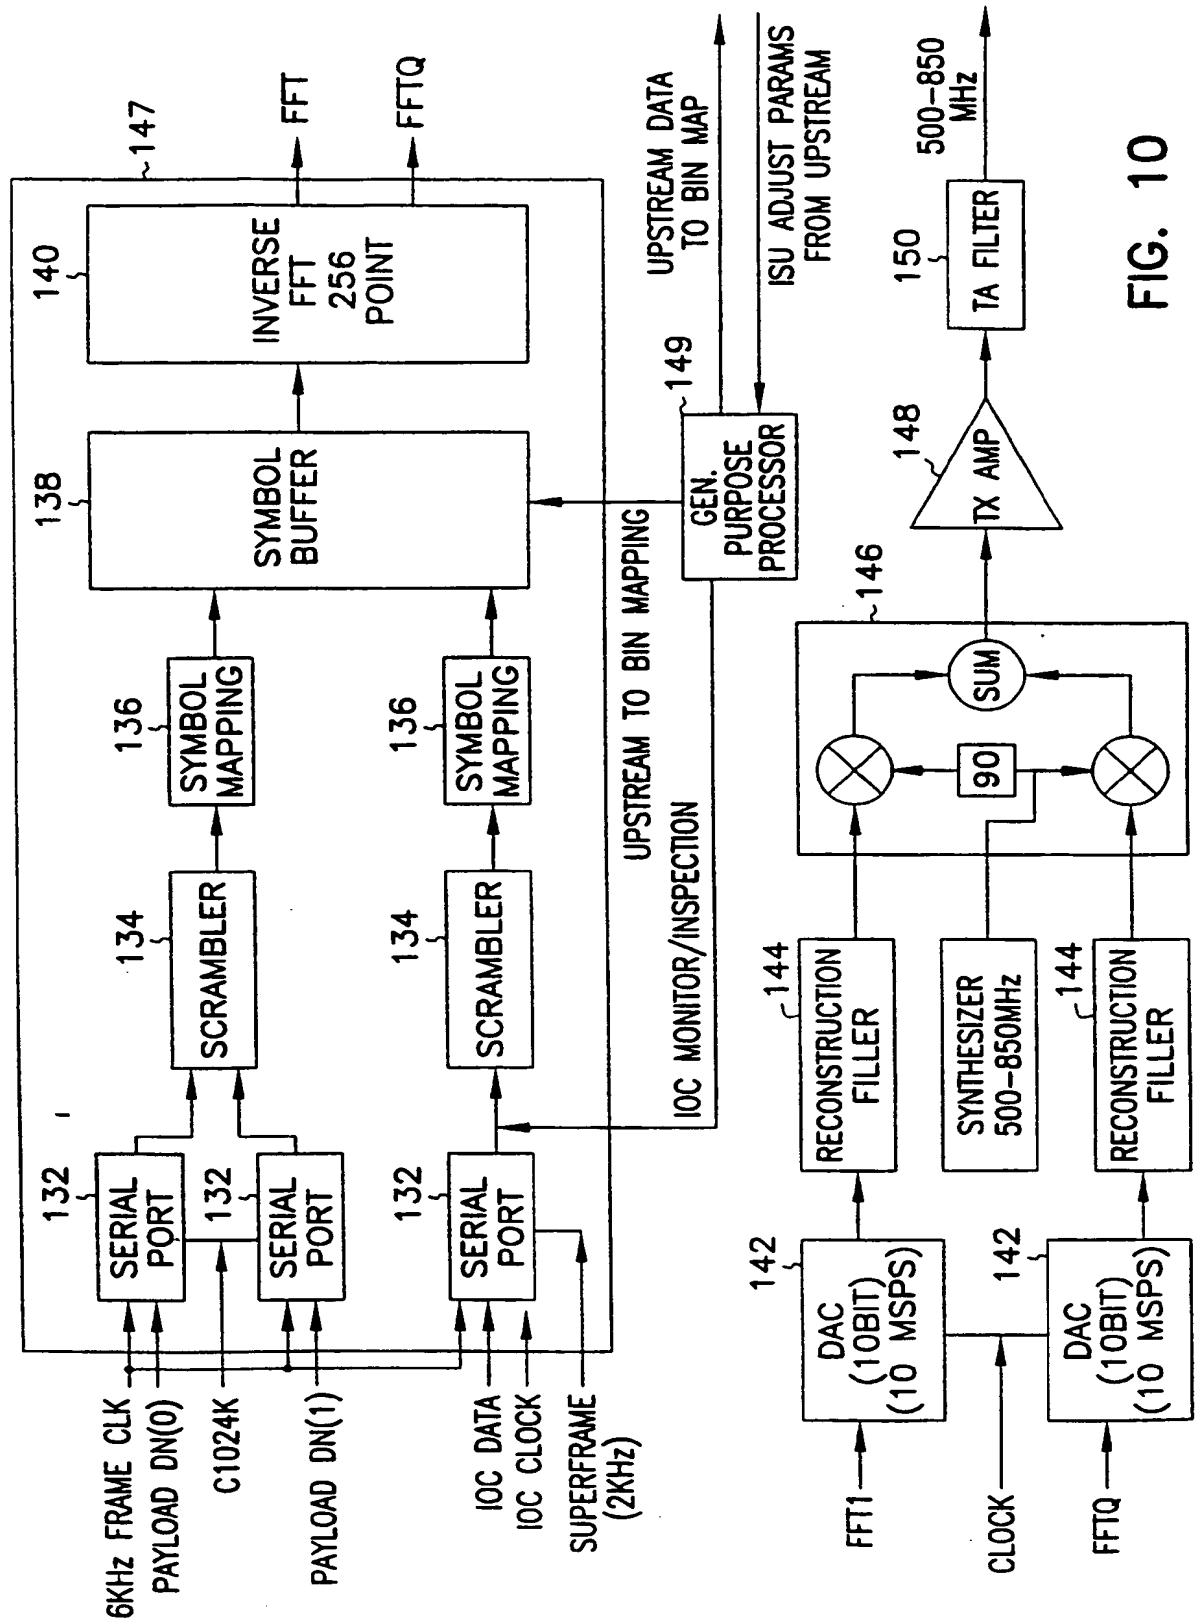 6KHz FRAME CLK
PAYLOAD DN(0)
C1024K
PAYLOAD DN(1)
IOC DATA
IOC CLOCK
SUPERFRAME
(2KHz)
132
SERIAL
PORT
132
SERIAL
PORT
132
SERIAL
PORT
134
SCRAMBLER
134
SCRAMBLER
136
SYMBOL
MAPPING
136
SYMBOL
MAPPING
138
SYMBOL
BUFFER
140
INVERSE
FFT
256
POINT
147
FFT
FFTQ
UPSTREAM TO BIN MAPPING
IOC MONITOR/INSPECTION
149
GEN.
PURPOSE
PROCESSOR
UPSTREAM DATA
TO BIN MAP
ISU ADJUST PARAMS
FROM UPSTREAM
FFT1
CLOCK
FFTQ
142
DAC
(10BIT)
(10 MSPS)
142
DAC
(10BIT)
(10 MSPS)
144
RECONSTRUCTION
FILLER
SYNTHESIZER
500-850MHz
144
RECONSTRUCTION
FILLER
146
90
SUM
148
TX AMP
150
TA FILTER
500-850
MHz
FIG. 10